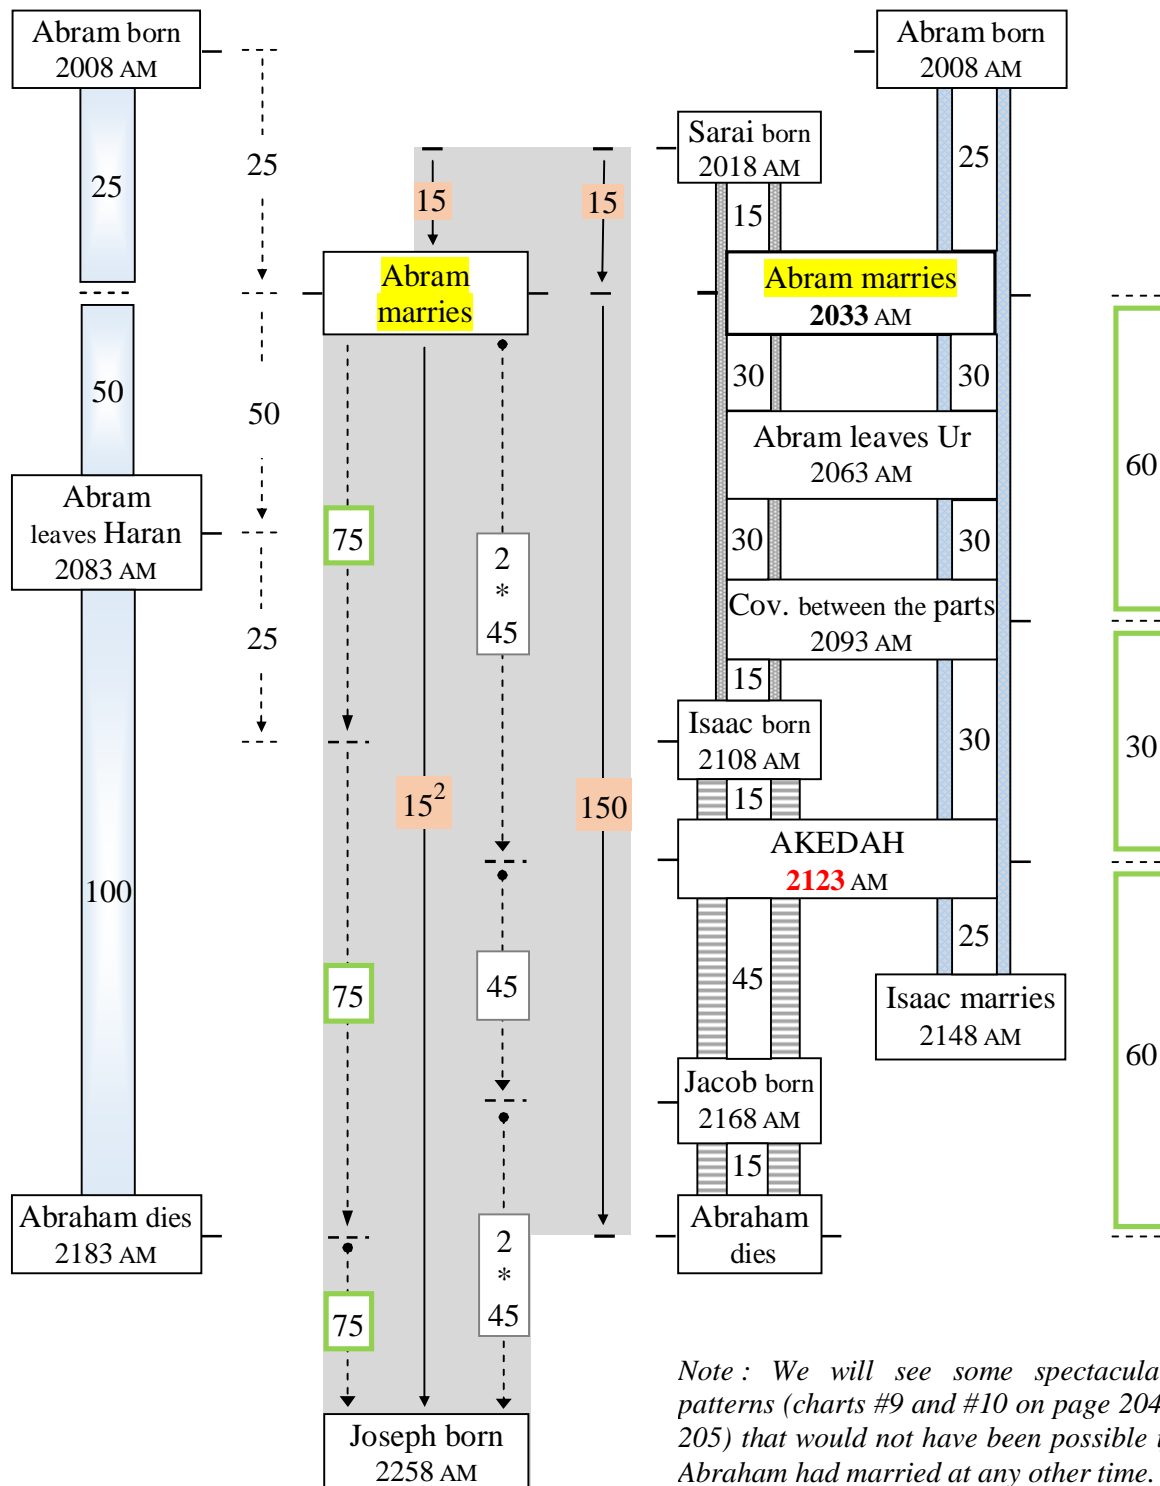 Abram born
2008 AM
25
50
Abram
leaves Haran
2083 AM
100
Abraham dies
2183 AM
25
50
25
15
15
Abram
marries
75
2
*
45
15²
150
75
45
75
2
*
45
Joseph born
2258 AM
Abram born
2008 AM
Sarai born
2018 AM
25
15
Abram marries
2033 AM
30
30
Abram leaves Ur
2063 AM
30
30
Cov. between the parts
2093 AM
15
Isaac born
2108 AM
30
15
AKEDAH
2123 AM
25
45
Isaac marries
2148 AM
Jacob born
2168 AM
15
Abraham
dies
60
30
60
Note : We will see some spectacula
patterns (charts #9 and #10 on page 204
205) that would not have been possible i
Abraham had married at any other time.